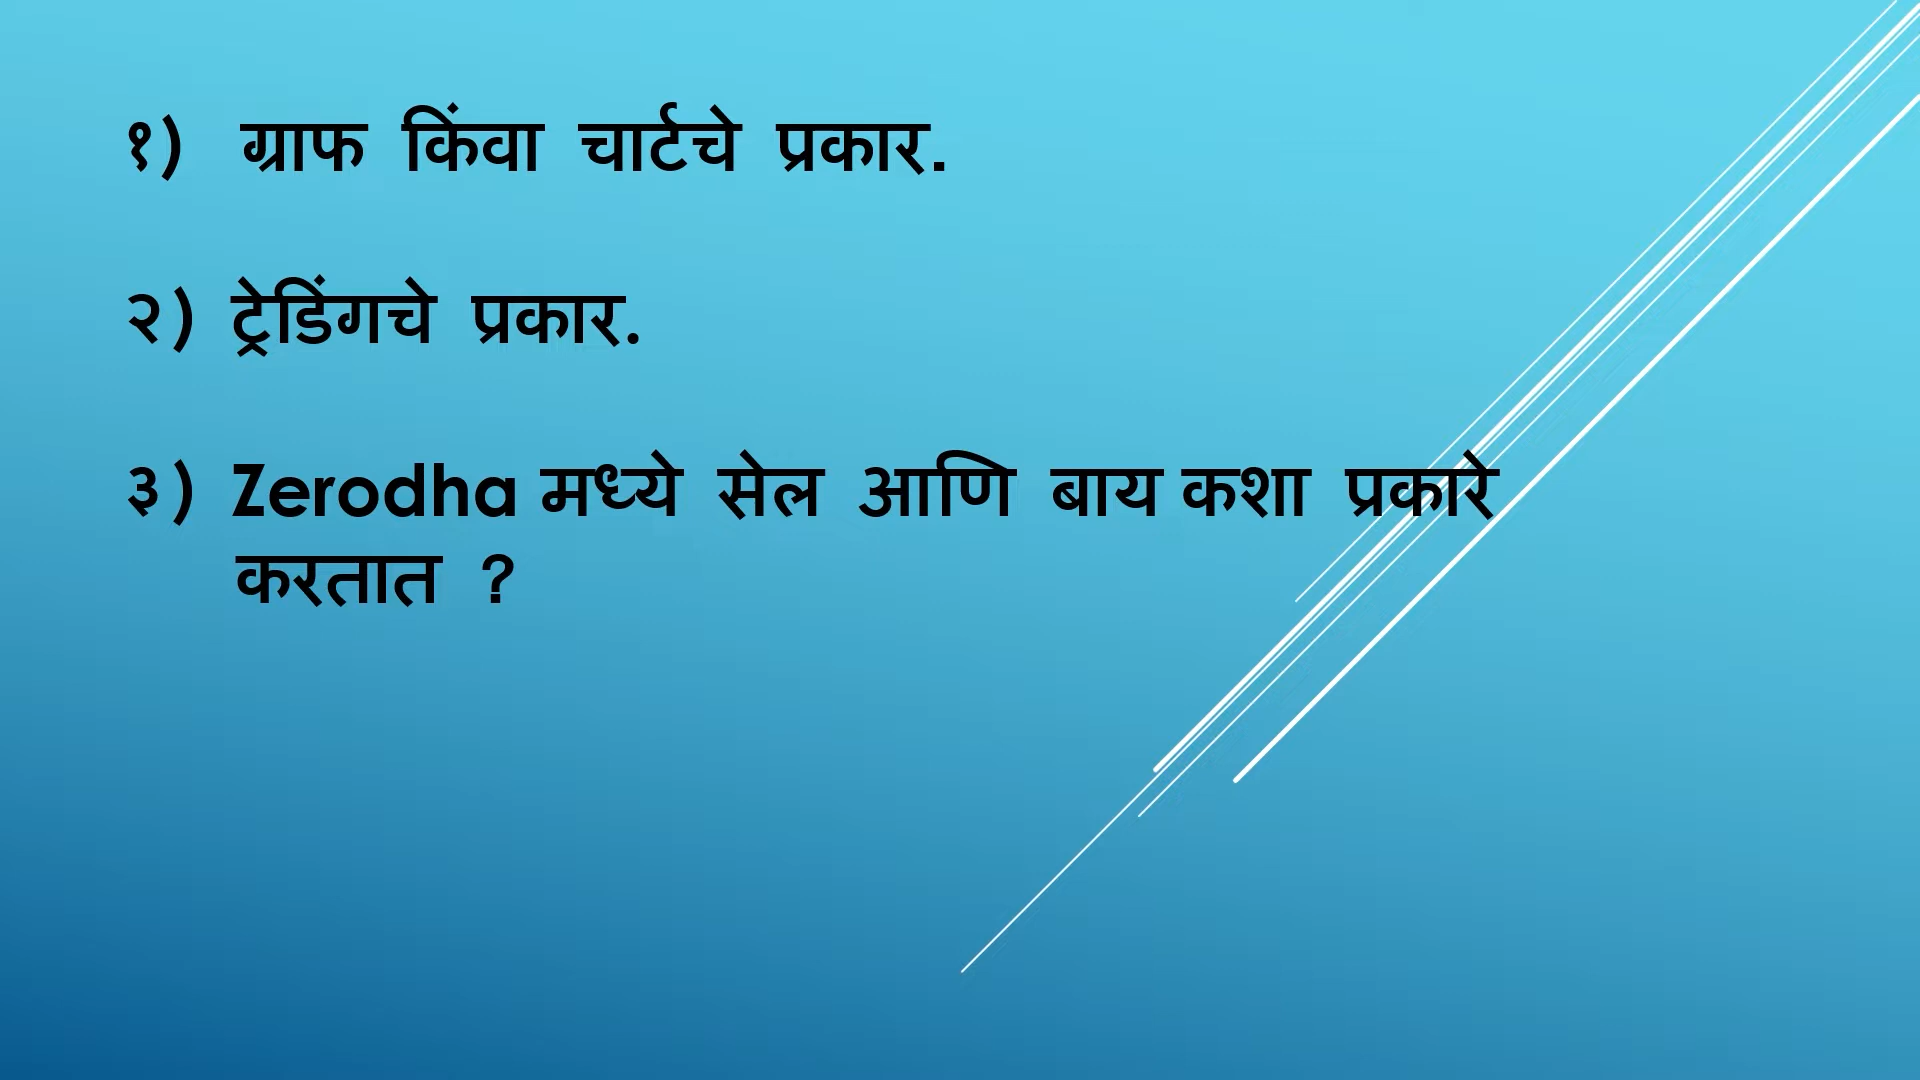 १) ग्राफ किंवा चार्टचे प्रकार.
२) ट्रेडिंगचे प्रकार.
३) Zerodha मध्ये सेल आणि बाय कशा प्रकारे
करतात ?